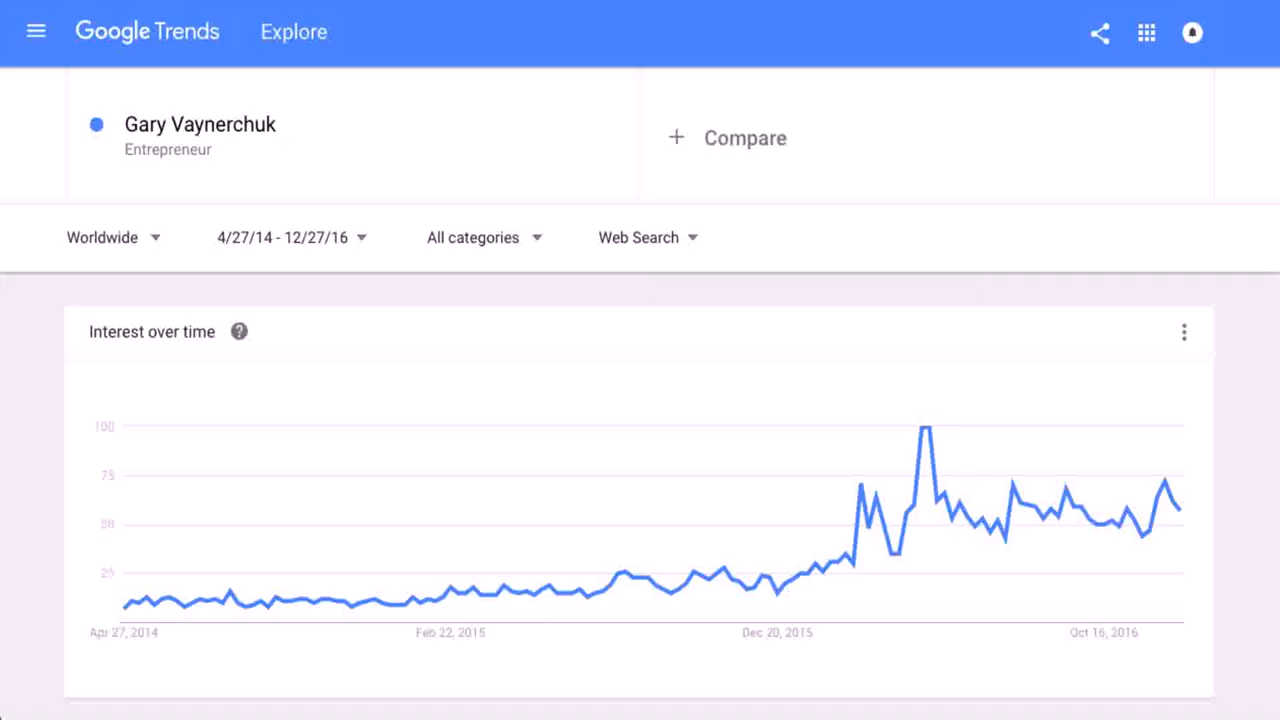 Google Trends Explore
Gary Vaynerchuk
Entrepreneur
+ Compare
Worldwide 4/27/14 - 12/27/16 All categories Web Search
Interest over time ?
100
75
50
25
Apr 27, 2014 Feb 22, 2015 Dec 20, 2015 Oct 16, 2016